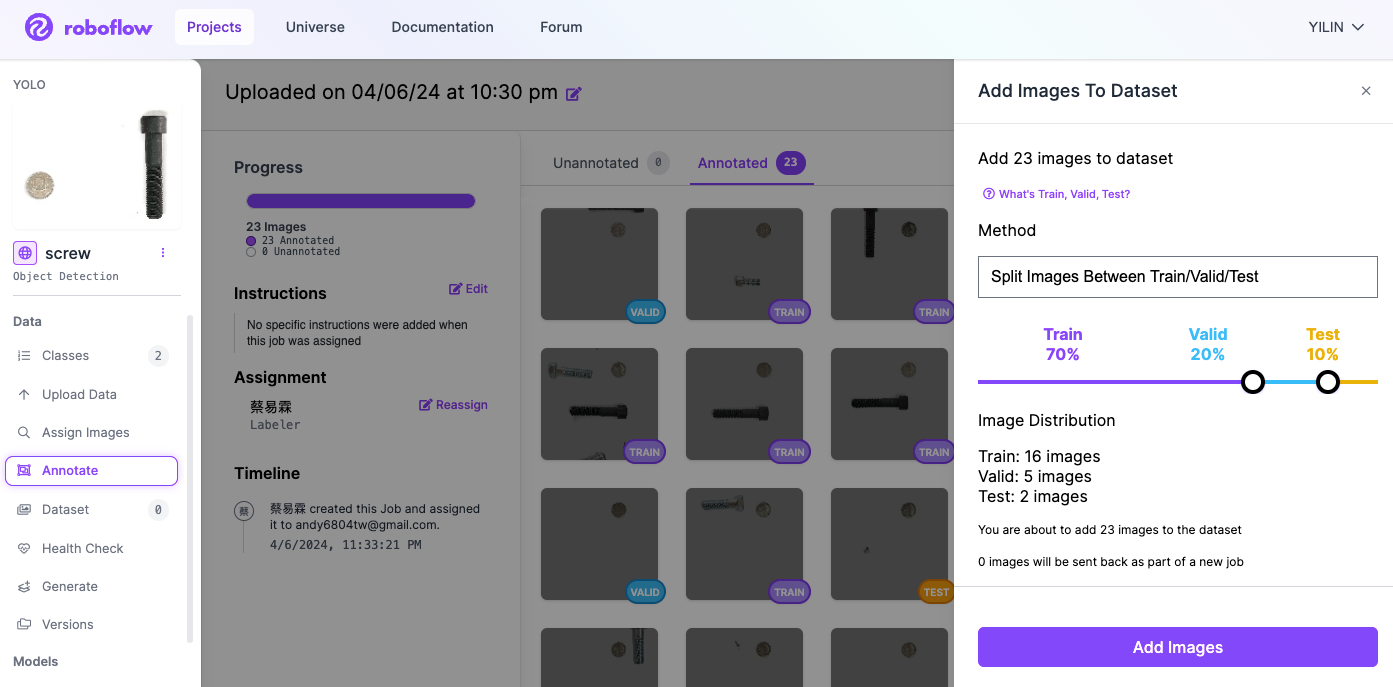 roboflow
Projects
Universe
Documentation
Forum
YILIN
YOLO
screw
Object Detection
Data
Classes 2
Upload Data
Assign Images
Annotate
Dataset 0
Health Check
Generate
Versions
Models
Uploaded on 04/06/24 at 10:30 pm
Progress
23 Images
23 Annotated
0 Unannotated
Instructions
Edit
No specific instructions were added when
this job was assigned
Assignment
蔡易霖
Reassign
Labeler
Timeline
蔡
蔡易霖 created this Job and assigned
it to andy6804tw@gmail.com.
4/6/2024, 11:33:21 PM
Unannotated 0
Annotated 23
VALID
TRAIN
TRAIN
TRAIN
TRAIN
TRAIN
VALID
TRAIN
TEST
Add Images To Dataset
×
Add 23 images to dataset
What's Train, Valid, Test?
Method
Split Images Between Train/Valid/Test
Train
70%
Valid
20%
Test
10%
Image Distribution
Train: 16 images
Valid: 5 images
Test: 2 images
You are about to add 23 images to the dataset
0 images will be sent back as part of a new job
Add Images